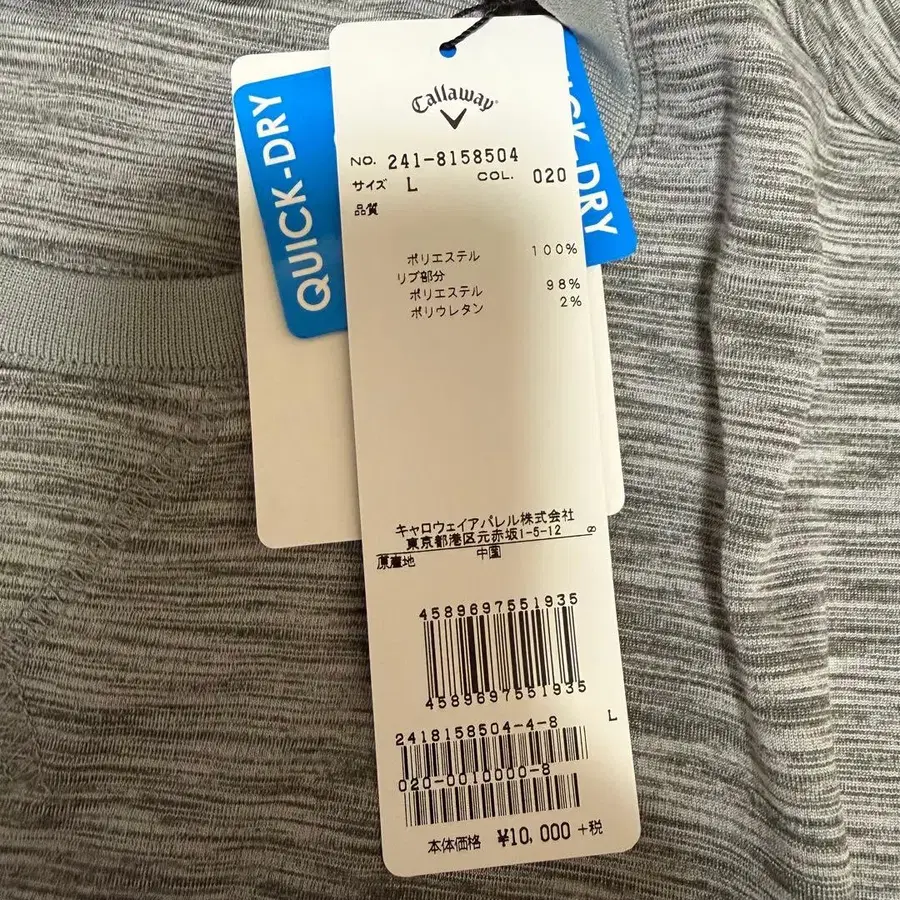 QUICK-DRY
QUICK-DRY
Callaway
NO. 241-8158504
サイズ L COL. 020
品質
ポリエステル 100%
リブ部分
ポリエステル 98%
ポリウレタン 2%
キャロウェイアパレル株式会社
東京都港区元赤坂1-5-12 8
原産地 中国
4589697551935
4589697551935
L
2418158504-4-8
020-0010000-8
本体価格 ¥10,000 +税